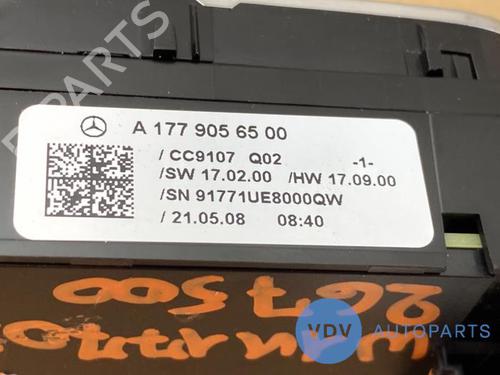 A 177 905 65 00
/ CC9107 Q02 -1-
/SW 17.02.00 /HW 17.09.00
/SN 91771UE8000QW
/ 21.05.08 08:40
267500
VDV AUTOPARTS